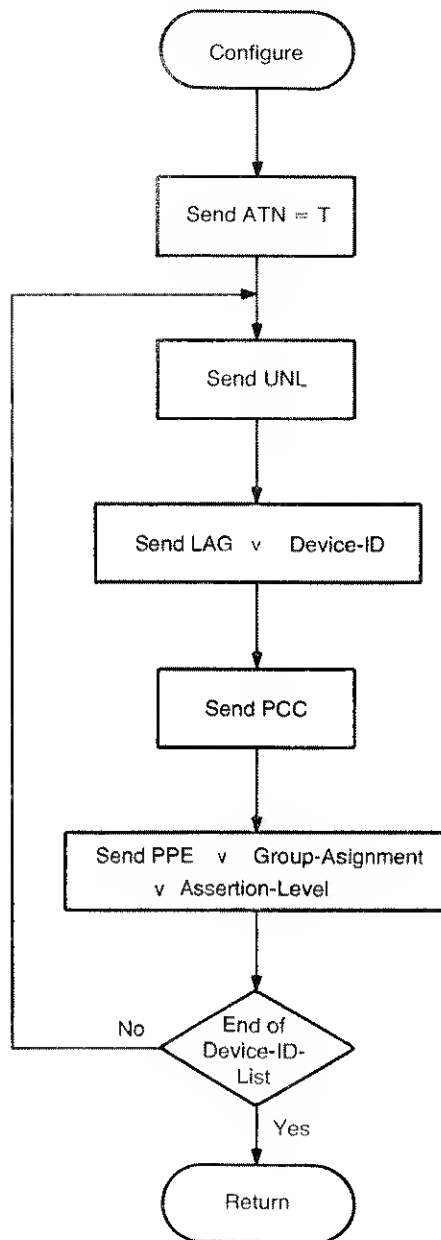 Configure
Send ATN = T
Send UNL
Send LAG v Device-ID
Send PCC
Send PPE v Group-Asignment
v Assertion-Level
No
End of
Device-ID-
List
Yes
Return